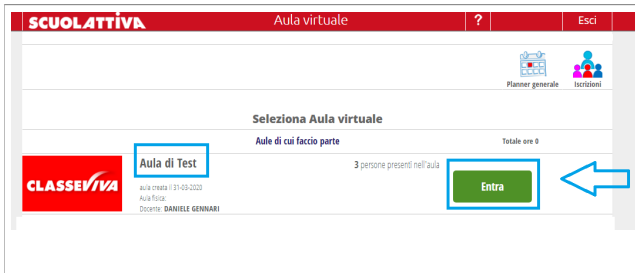 SCUOLATTIVA Aula virtuale ? Esci
Planner generale Iscrizioni
Seleziona Aula virtuale
Aule di cui faccio parte Totale ore 0
Aula di Test 3 persone presenti nell'aula
CLASSEVIVA Entra
aula creata il 31-03-2020
Aula fisica:
Docente: DANIELE GENNARI